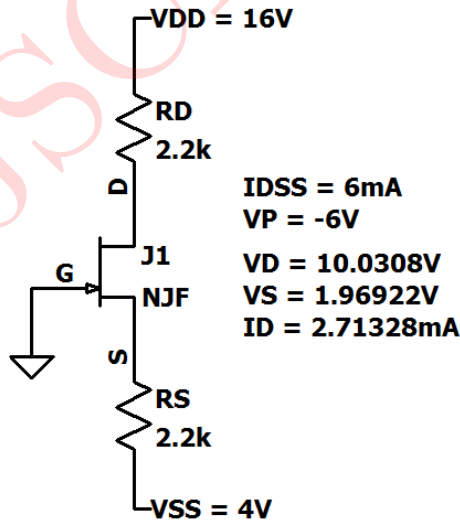 VDD = 16V
RD
2.2k
D
IDSS = 6mA
VP = -6V
J1
G
NJF
VD = 10.0308V
VS = 1.96922V
ID = 2.71328mA
S
RS
2.2k
VSS = 4V